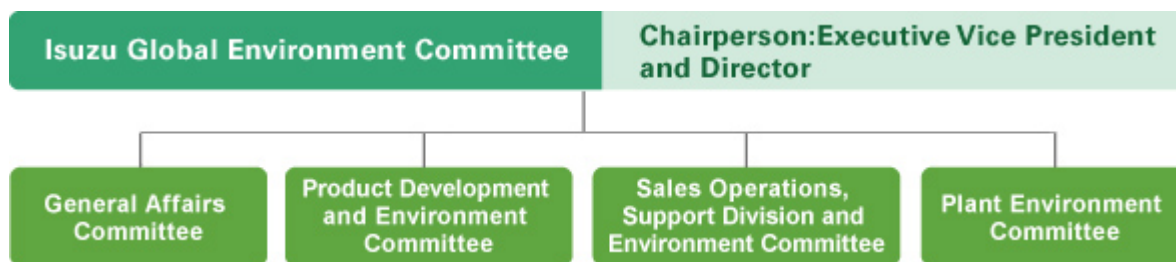 Isuzu Global Environment Committee
Chairperson:Executive Vice President
and Director
General Affairs
Committee
Product Development
and Environment
Committee
Sales Operations,
Support Division and
Environment Committee
Plant Environment
Committee